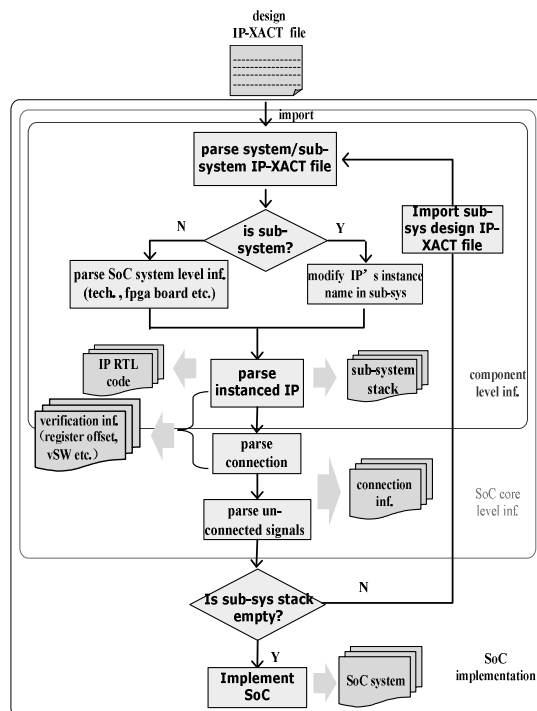 design
IP-XACT file
import
parse system/sub-
system IP-XACT file
Import sub-
sys design IP-
XACT file
is sub-
system?
N
Y
parse SoC system level inf.
(tech., fpga board etc.)
modify IP's instance
name in sub-sys
IP RTL
code
parse
instanced IP
sub-system
stack
component
level inf.
verification inf.
(register offset,
vSW etc.)
parse
connection
connection
inf.
SoC core
level inf.
parse un-
connected signals
Is sub-sys stack
empty?
N
Y
Implement
SoC
SoC system
SoC
implementation